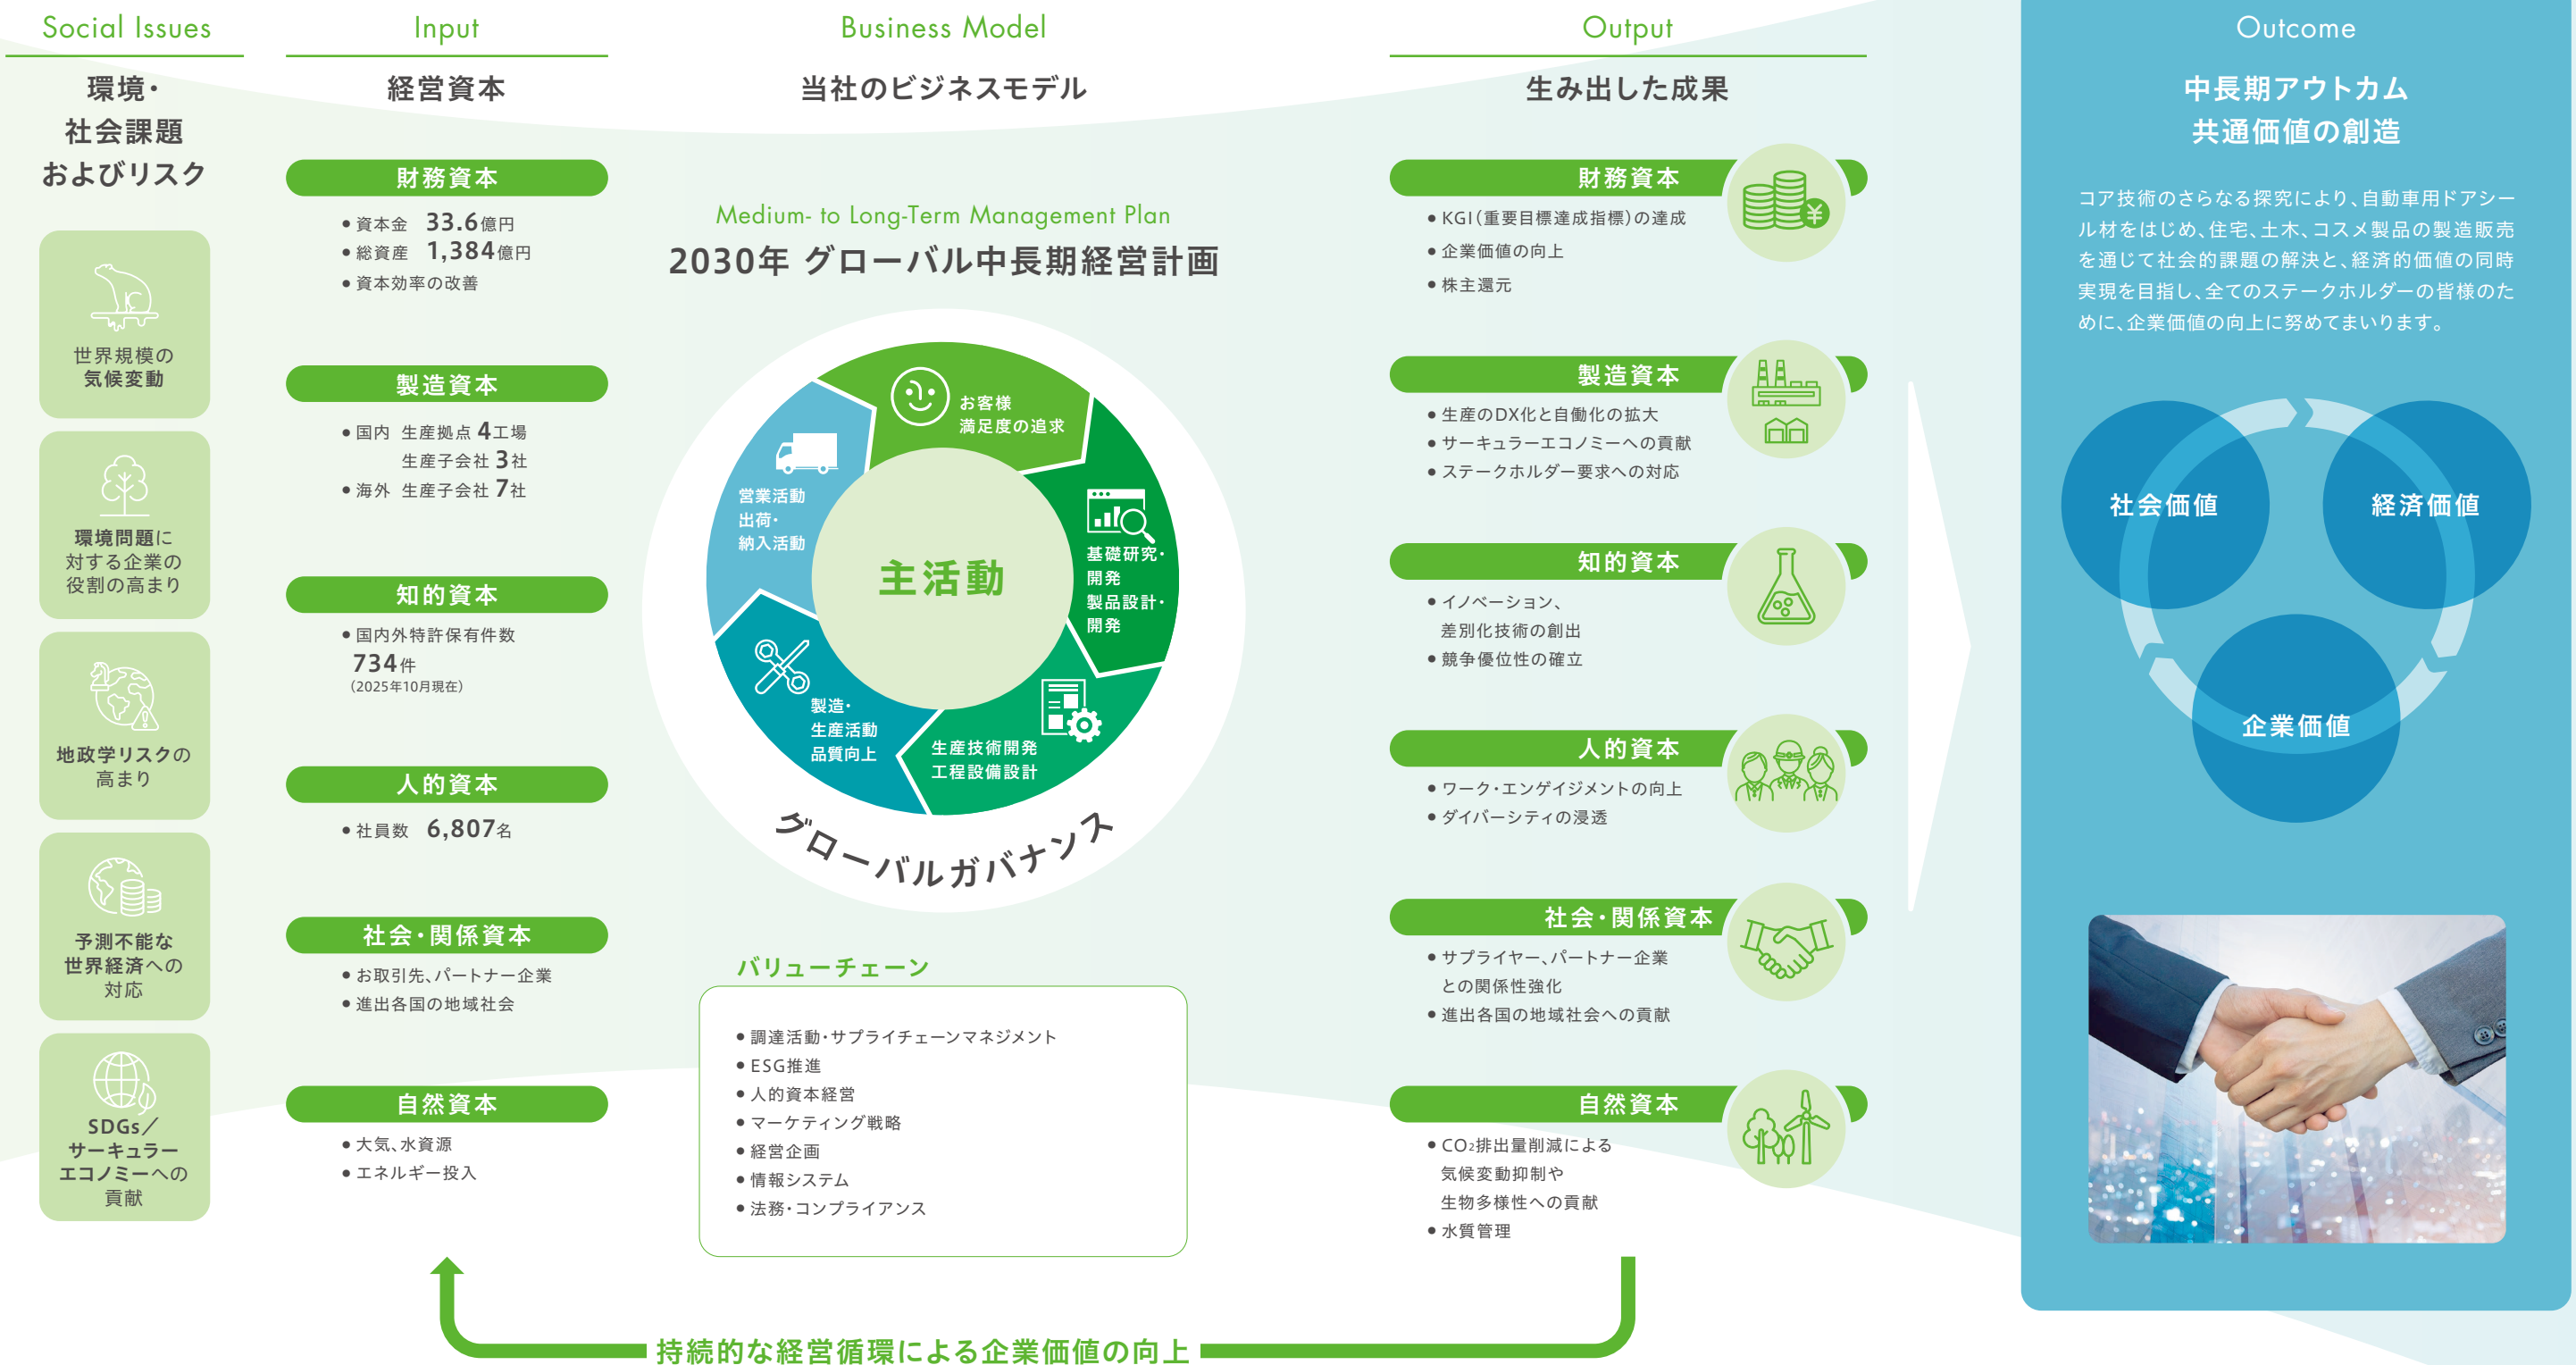 Social Issues
環境・
社会課題
およびリスク
世界規模の
気候変動
環境問題に
対する企業の
役割の高まり
地政学リスクの
高まり
予測不能な
世界経済への
対応
SDGs／
サーキュラー
エコノミーへの
貢献
Input
経営資本
財務資本
● 資本金 33.6億円
● 総資産 1,384億円
● 資本効率の改善
製造資本
● 国内 生産拠点 4工場
生産子会社 3社
● 海外 生産子会社 7社
知的資本
● 国内外特許保有件数
734件
（2025年10月現在）
人的資本
● 社員数 6,807名
社会・関係資本
● お取引先、パートナー企業
● 進出各国の地域社会
自然資本
● 大気、水資源
● エネルギー投入
Business Model
当社のビジネスモデル
Medium- to Long-Term Management Plan
2030年 グローバル中長期経営計画
お客様
満足度の追求
基礎研究・
開発
製品設計・
開発
生産技術開発
工程設備設計
製造・
生産活動
品質向上
営業活動
出荷・
納入活動
主活動
グローバルガバナンス
バリューチェーン
● 調達活動・サプライチェーンマネジメント
● ESG推進
● 人的資本経営
● マーケティング戦略
● 経営企画
● 情報システム
● 法務・コンプライアンス
Output
生み出した成果
財務資本
● KGI（重要目標達成指標）の達成
● 企業価値の向上
● 株主還元
製造資本
● 生産のDX化と自働化の拡大
● サーキュラーエコノミーへの貢献
● ステークホルダー要求への対応
知的資本
● イノベーション、
差別化技術の創出
● 競争優位性の確立
人的資本
● ワーク・エンゲイジメントの向上
● ダイバーシティの浸透
社会・関係資本
● サプライヤー、パートナー企業
との関係性強化
● 進出各国の地域社会への貢献
自然資本
● CO2排出量削減による
気候変動抑制や
生物多様性への貢献
● 水質管理
持続的な経営循環による企業価値の向上
Outcome
中長期アウトカム
共通価値の創造
コア技術のさらなる探究により、自動車用ドアシー
ル材をはじめ、住宅、土木、コスメ製品の製造販売
を通じて社会的課題の解決と、経済的価値の同時
実現を目指し、全てのステークホルダーの皆様のた
めに、企業価値の向上に努めてまいります。
社会価値
経済価値
企業価値